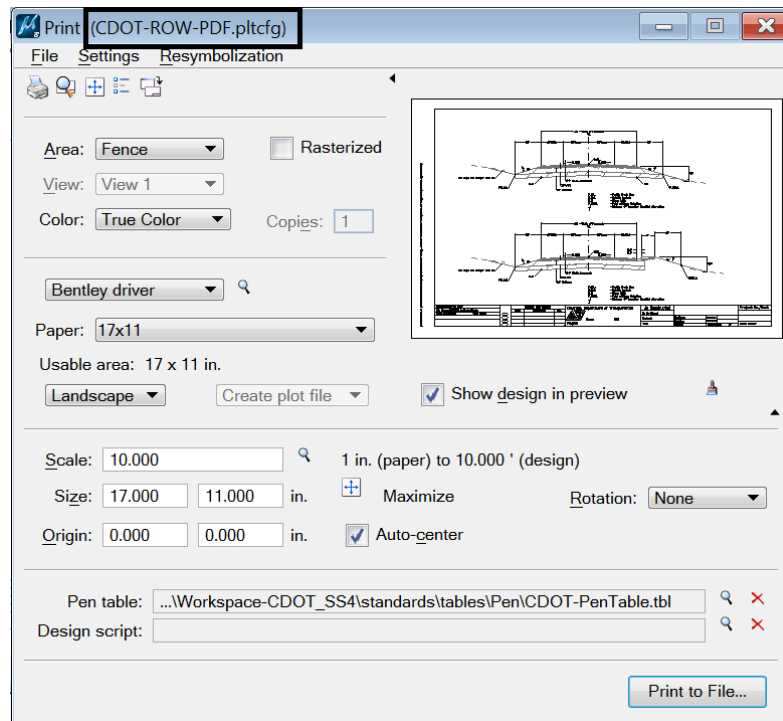 Print (CDOT-ROW-PDF.pltcfg)
File Settings Resymbolization
Area: Fence
Rasterized
View: View 1
Color: True Color
Copies: 1
Bentley driver
Paper: 17x11
Usable area: 17 x 11 in.
Landscape
Create plot file
Show design in preview
Scale: 10.000
1 in. (paper) to 10.000 ' (design)
Size: 17.000 11.000 in.
Maximize
Rotation: None
Origin: 0.000 0.000 in.
Auto-center
Pen table: ...\Workspace-CDOT_SS4\standards\tables\Pen\CDOT-PenTable.tbl
Design script:
Print to File...